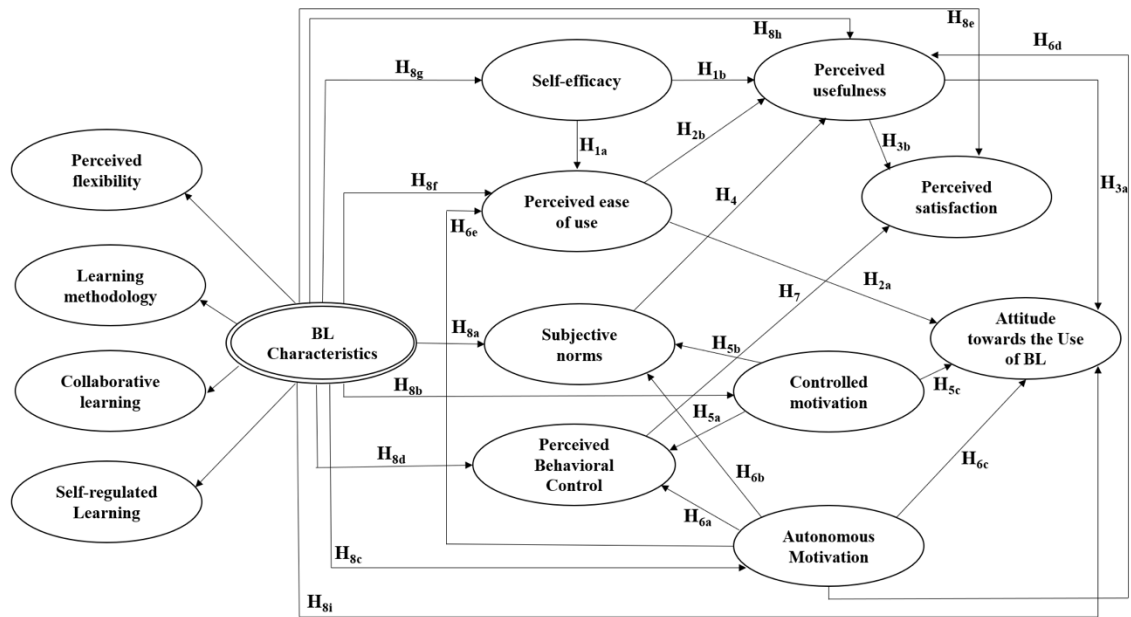 H8e
H8h
H6d
H8g
Self-efficacy
H1b
Perceived
usefulness
H2b
H1a
H3b
Perceived
flexibility
H8f
Perceived ease
of use
H6e
H4
Perceived
satisfaction
H3a
Learning
methodology
H2a
H7
BL
Characteristics
H8a
Subjective
norms
H5b
Attitude
towards the Use
of BL
Collaborative
learning
H8b
Controlled
motivation
H5c
H5a
Perceived
Behavioral
Control
H8d
H6b
H6c
Self-regulated
Learning
H6a
Autonomous
Motivation
H8c
H8i